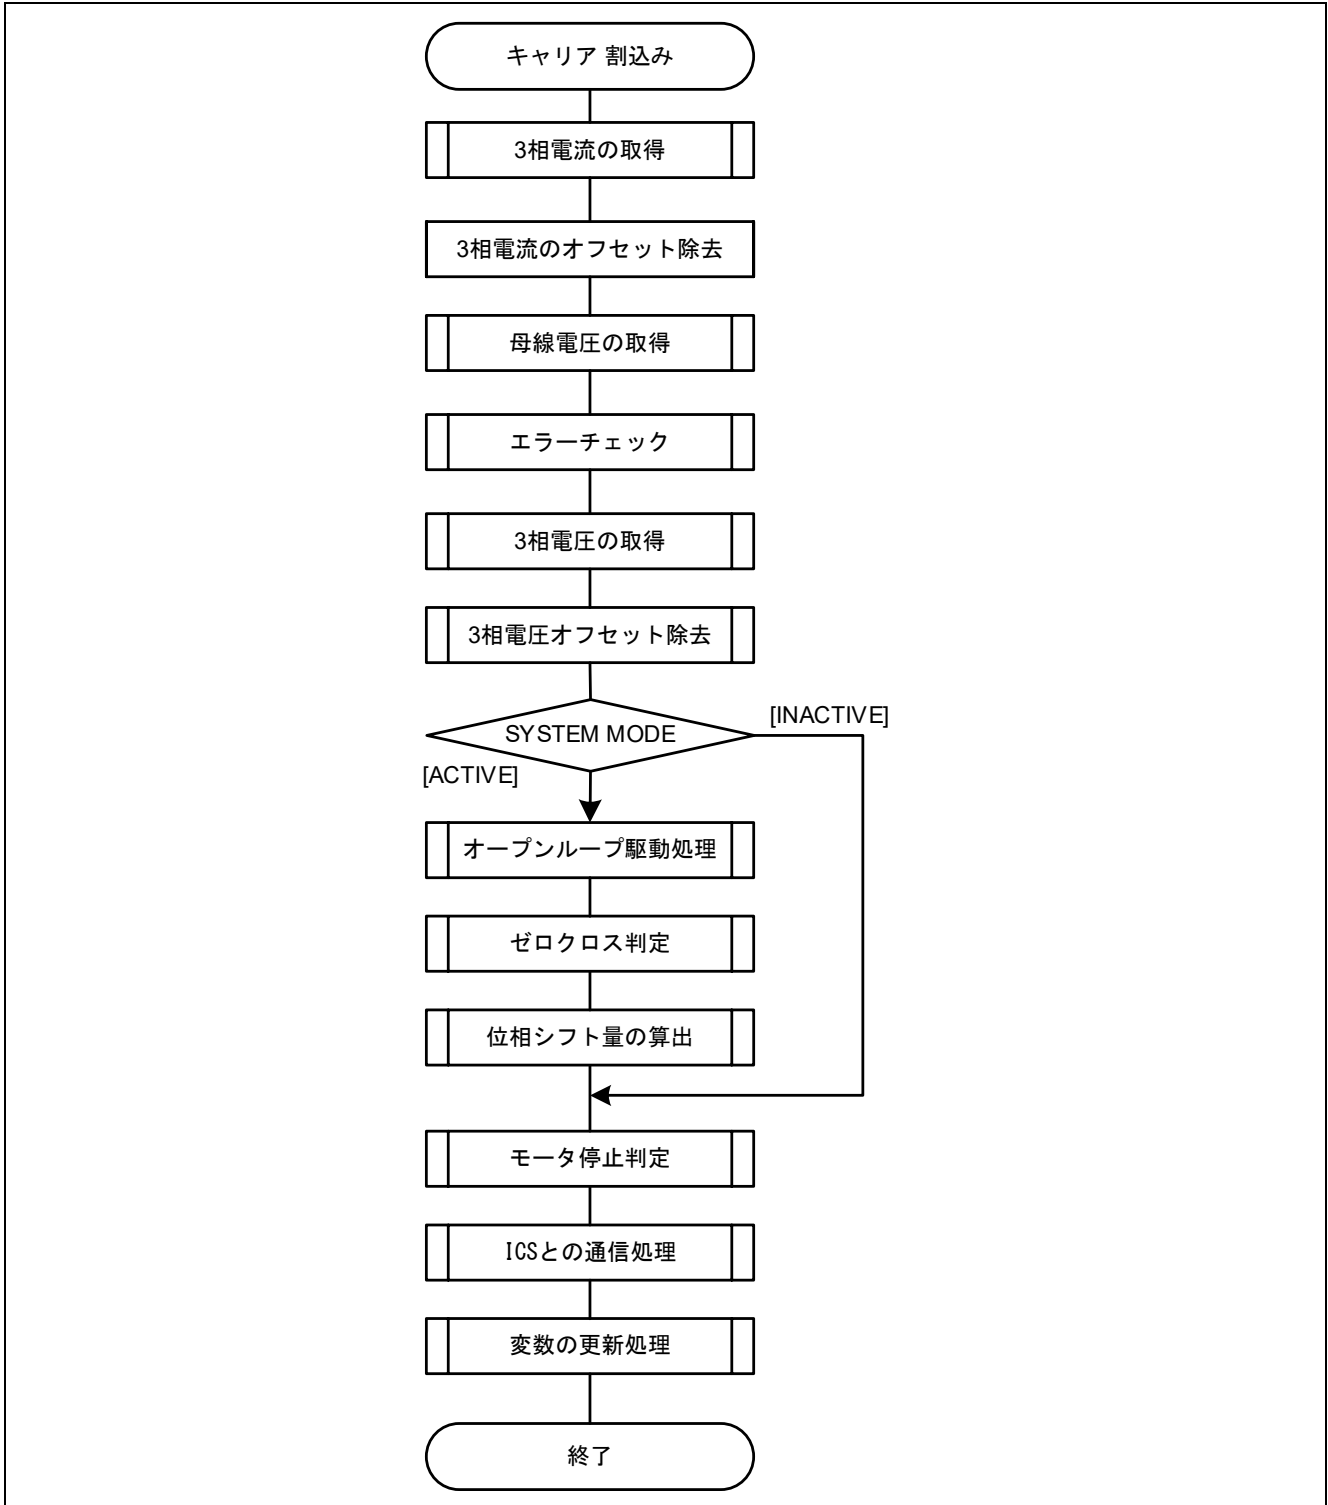 キャリア 割込み
3相電流の取得
3相電流のオフセット除去
母線電圧の取得
エラーチェック
3相電圧の取得
3相電圧オフセット除去
SYSTEM MODE
[INACTIVE]
[ACTIVE]
オープンループ駆動処理
ゼロクロス判定
位相シフト量の算出
モータ停止判定
ICSとの通信処理
変数の更新処理
終了